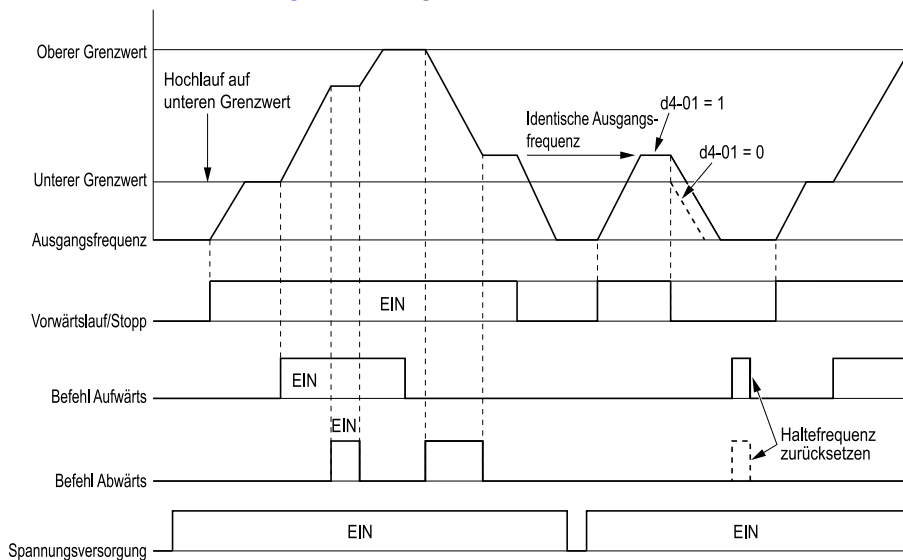 Oberer Grenzwert
Hochlauf auf
unteren Grenzwert
d4-01 = 1
Identische Ausgangs-
frequenz
d4-01 = 0
Unterer Grenzwert
Ausgangsfrequenz
EIN
Vorwärtslauf/Stopp
EIN
Befehl Aufwärts
EIN
Haltefrequenz
zurücksetzen
Befehl Abwärts
EIN
EIN
Spannungsversorgung